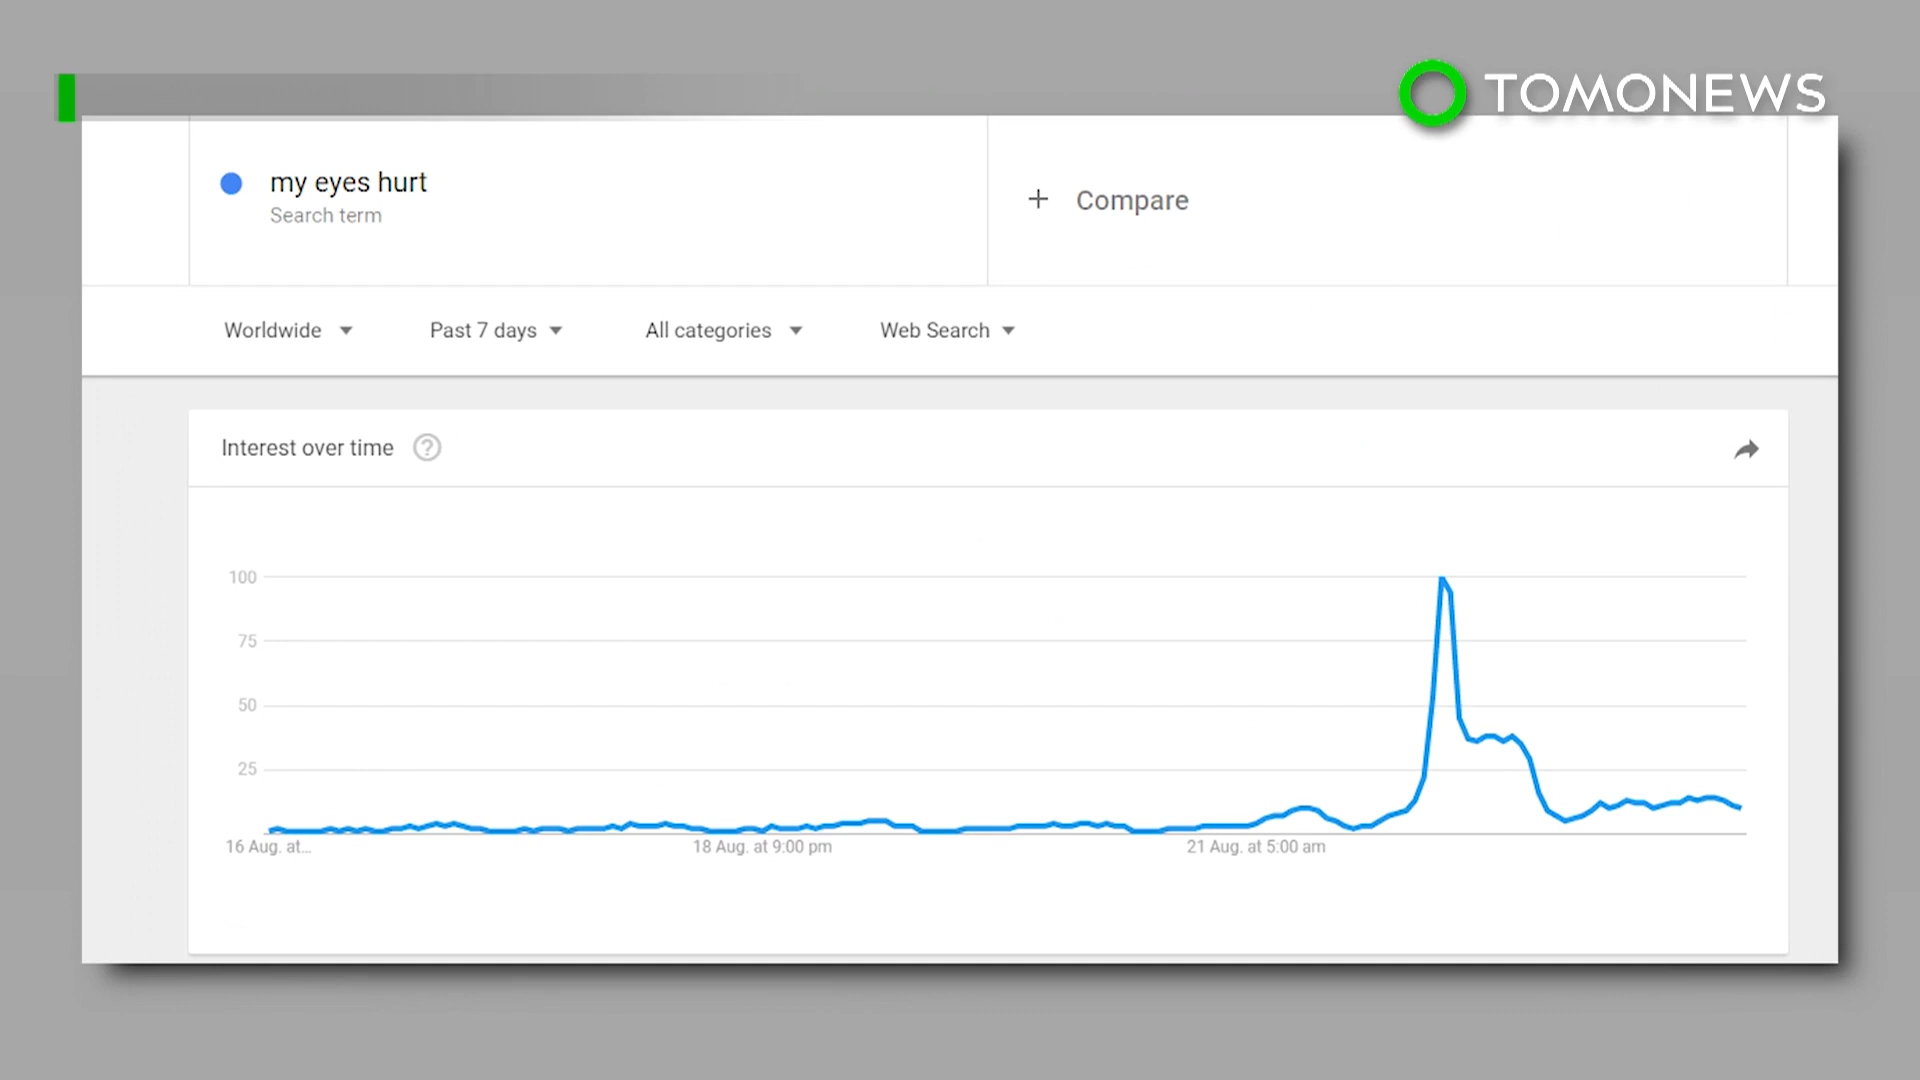 TOMONEWS
my eyes hurt
Search term
+ Compare
Worldwide Past 7 days All categories Web Search
Interest over time ?
100
75
50
25
16 Aug. at... 18 Aug. at 9:00 pm 21 Aug. at 5:00 am